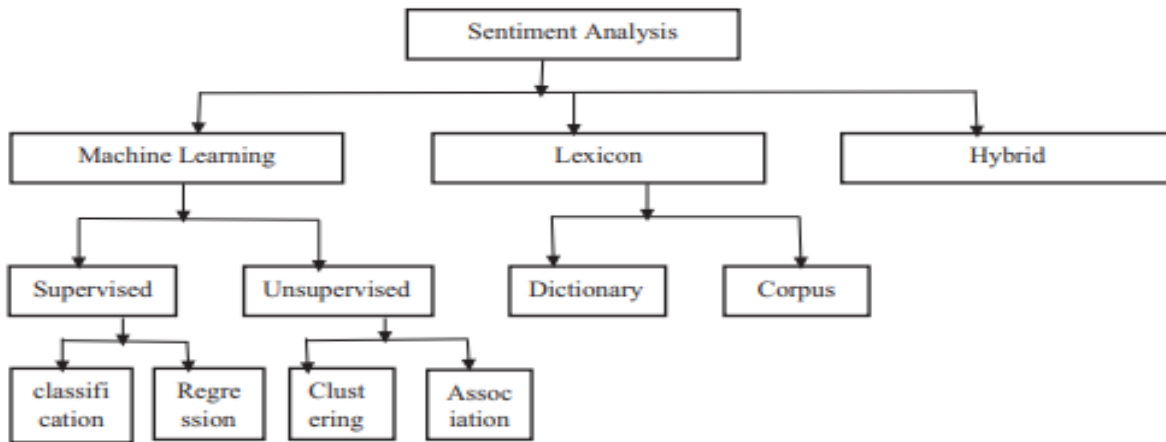 Sentiment Analysis
Machine Learning
Lexicon
Hybrid
Supervised
Unsupervised
Dictionary
Corpus
classifi
cation
Regre
ssion
Clust
ering
Assoc
iation